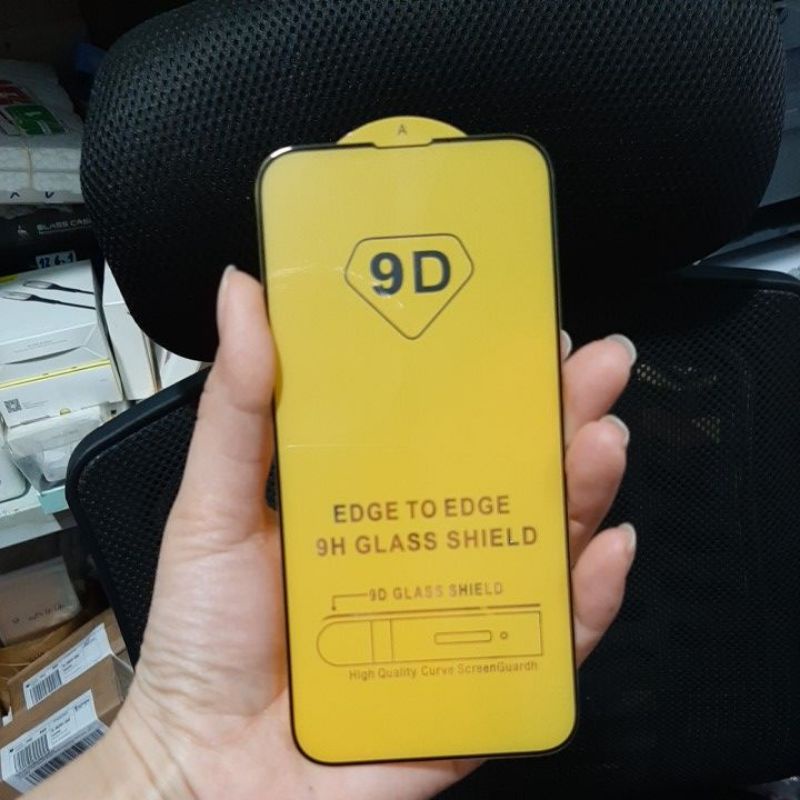 A
9D
EDGE TO EDGE
9H GLASS SHIELD
9D GLASS SHIELD
High Quality Curve ScreenGuardh